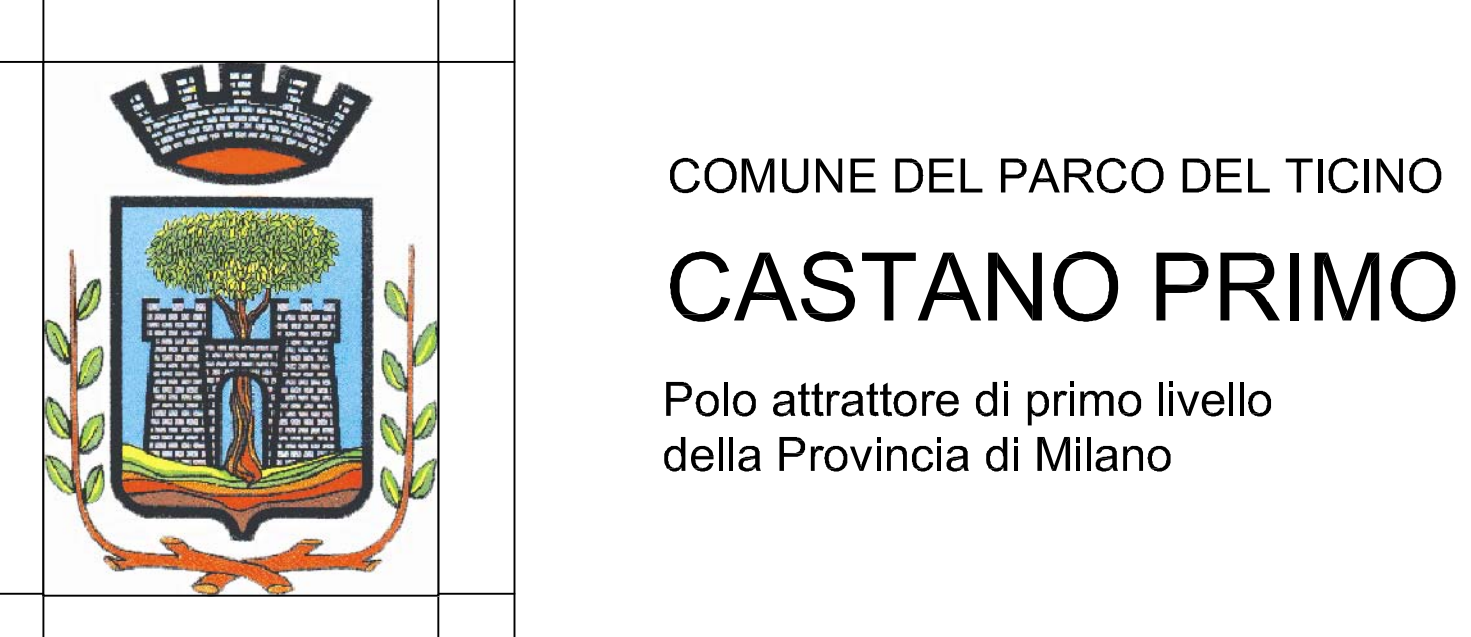 COMUNE DEL PARCO DEL TICINO
CASTANO PRIMO
Polo attrattore di primo livello
della Provincia di Milano